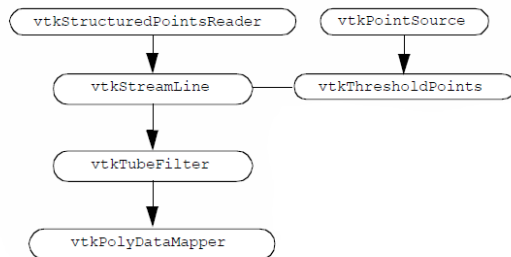 vtkStructuredPointsReader
vtkPointSource
vtkStreamLine
vtkThresholdPoints
vtkTubeFilter
vtkPolyDataMapper